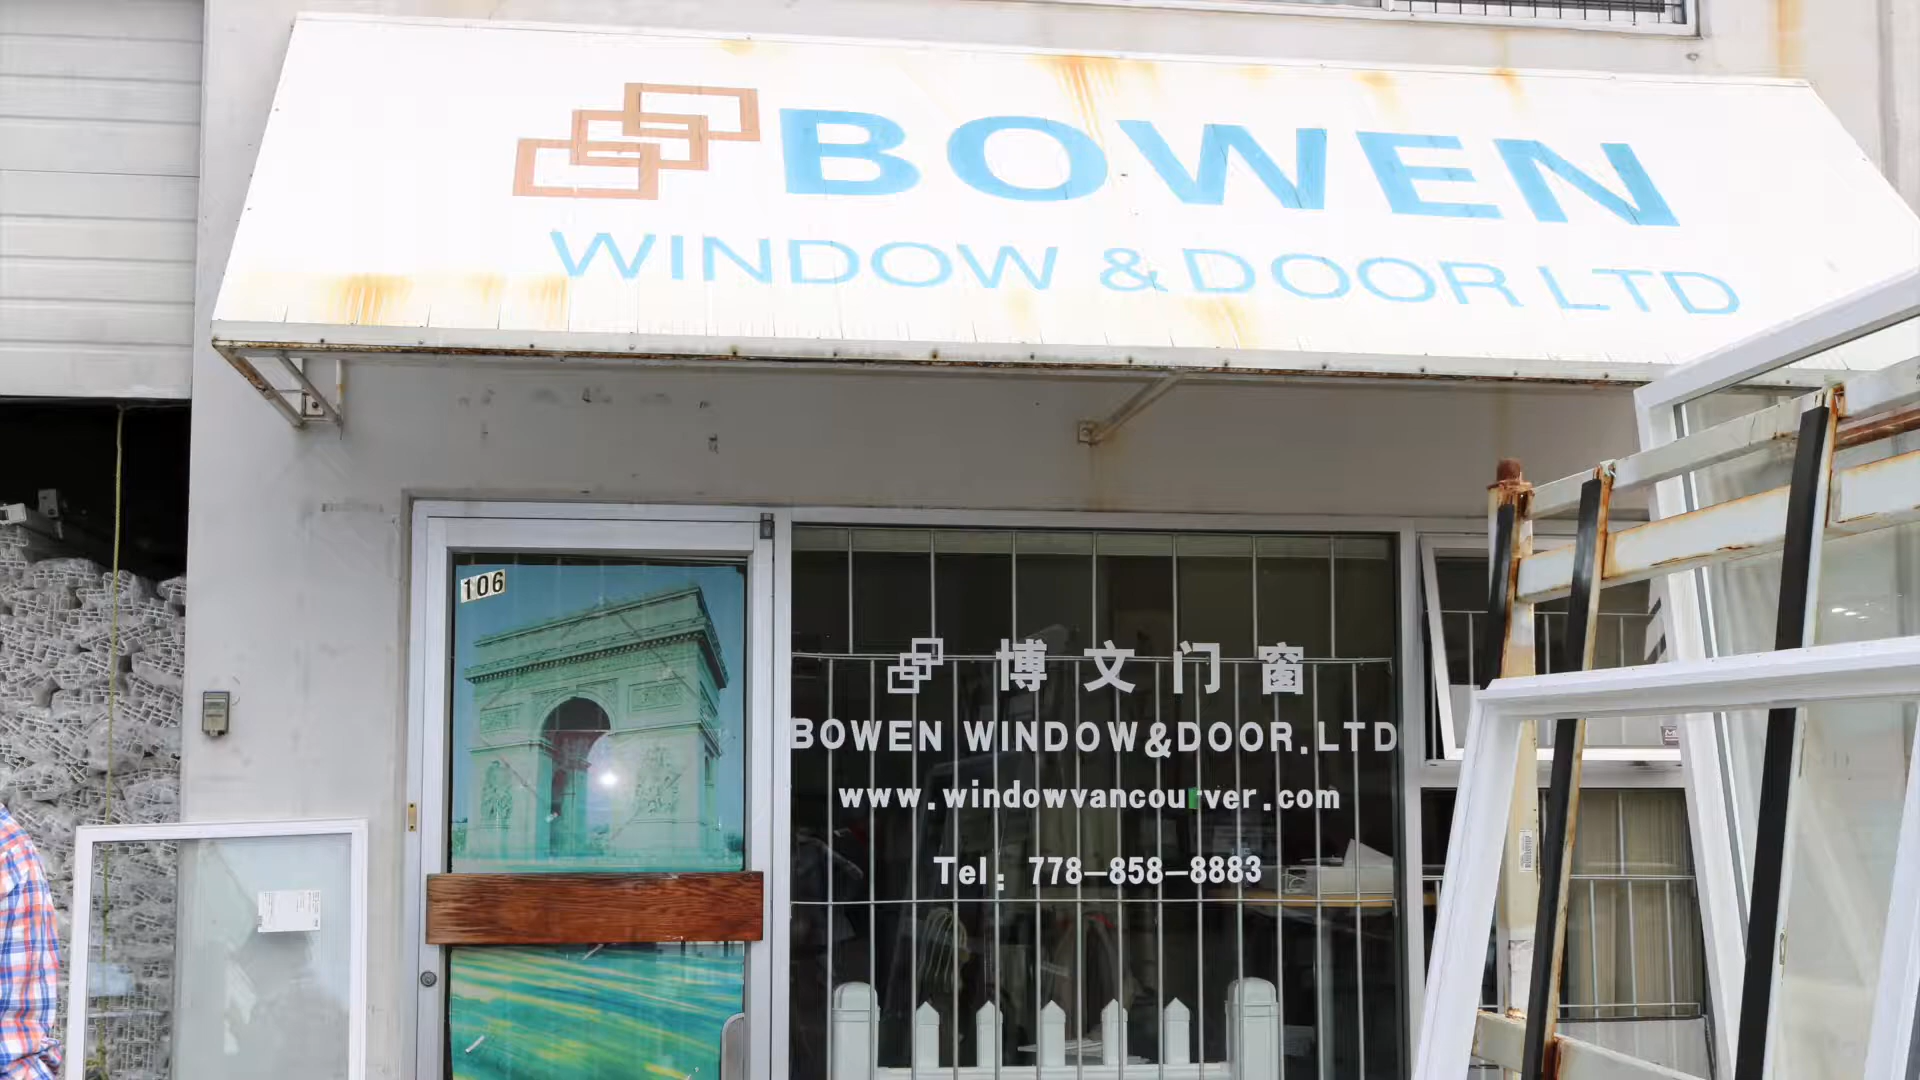 BOWEN
WINDOW & DOOR LTD
106
博文门窗
BOWEN WINDOW&DOOR.LTD
www.windowvancouver.com
Tel: 778-858-8883